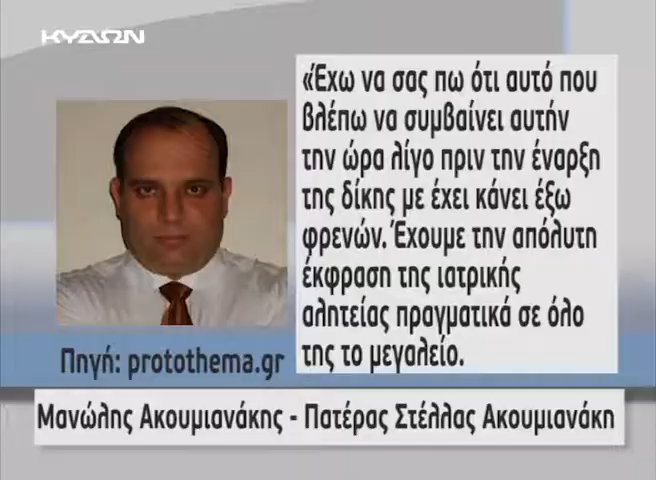 ΚΥΔΩΝ
«Έχω να σας πω ότι αυτό που
βλέπω να συμβαίνει αυτήν
την ώρα λίγο πριν την έναρξη
της δίκης με έχει κάνει έξω
φρενών. Έχουμε την απόλυτη
έκφραση της ιατρικής
αλητείας πραγματικά σε όλο
της το μεγαλείο.
Πηγή: protothema.gr
Μανώλης Ακουμιανάκης - Πατέρας Στέλλας Ακουμιανάκη